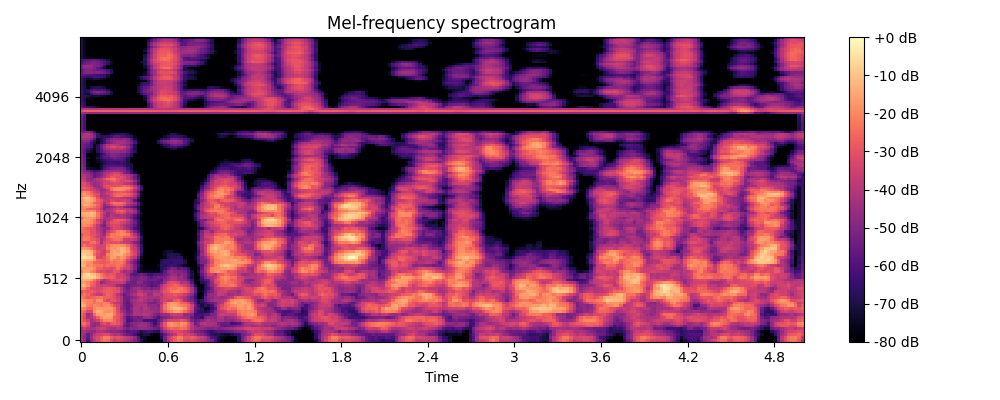 Mel-frequency spectrogram
+0 dB
-10 dB
-20 dB
-30 dB
-40 dB
-50 dB
-60 dB
-70 dB
-80 dB
Hz
4096
2048
1024
512
0
0 0.6 1.2 1.8 2.4 3 3.6 4.2 4.8
Time